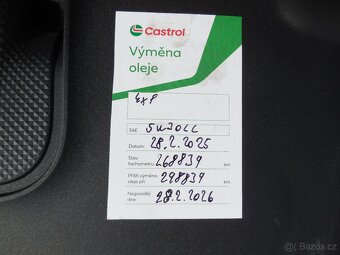 Castrol
Výměna
oleje
EXP
SAE 5W30LL
Datum: 28.2.2025
Stav
tachometru: 268839 km
Příští výměna
oleje při: 298839 km
Nejpozději
dne: 28.2.2026
Bazoš.cz